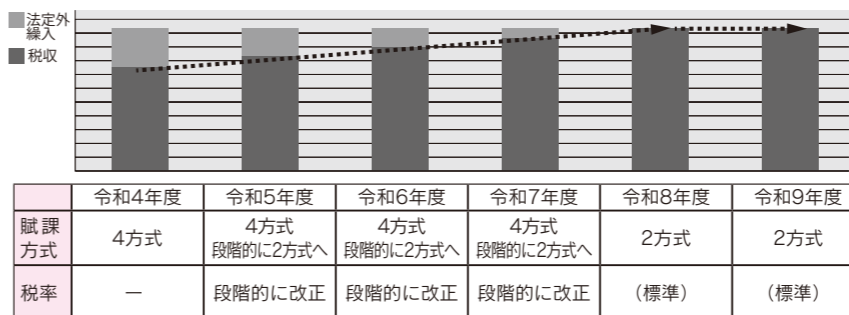 法定外
繰入
税収
令和4年度 令和5年度 令和6年度 令和7年度 令和8年度 令和9年度
賦課
方式
4方式
4方式
段階的に2方式へ
4方式
段階的に2方式へ
4方式
段階的に2方式へ
2方式
2方式
税率 — 段階的に改正 段階的に改正 段階的に改正 (標準) (標準)